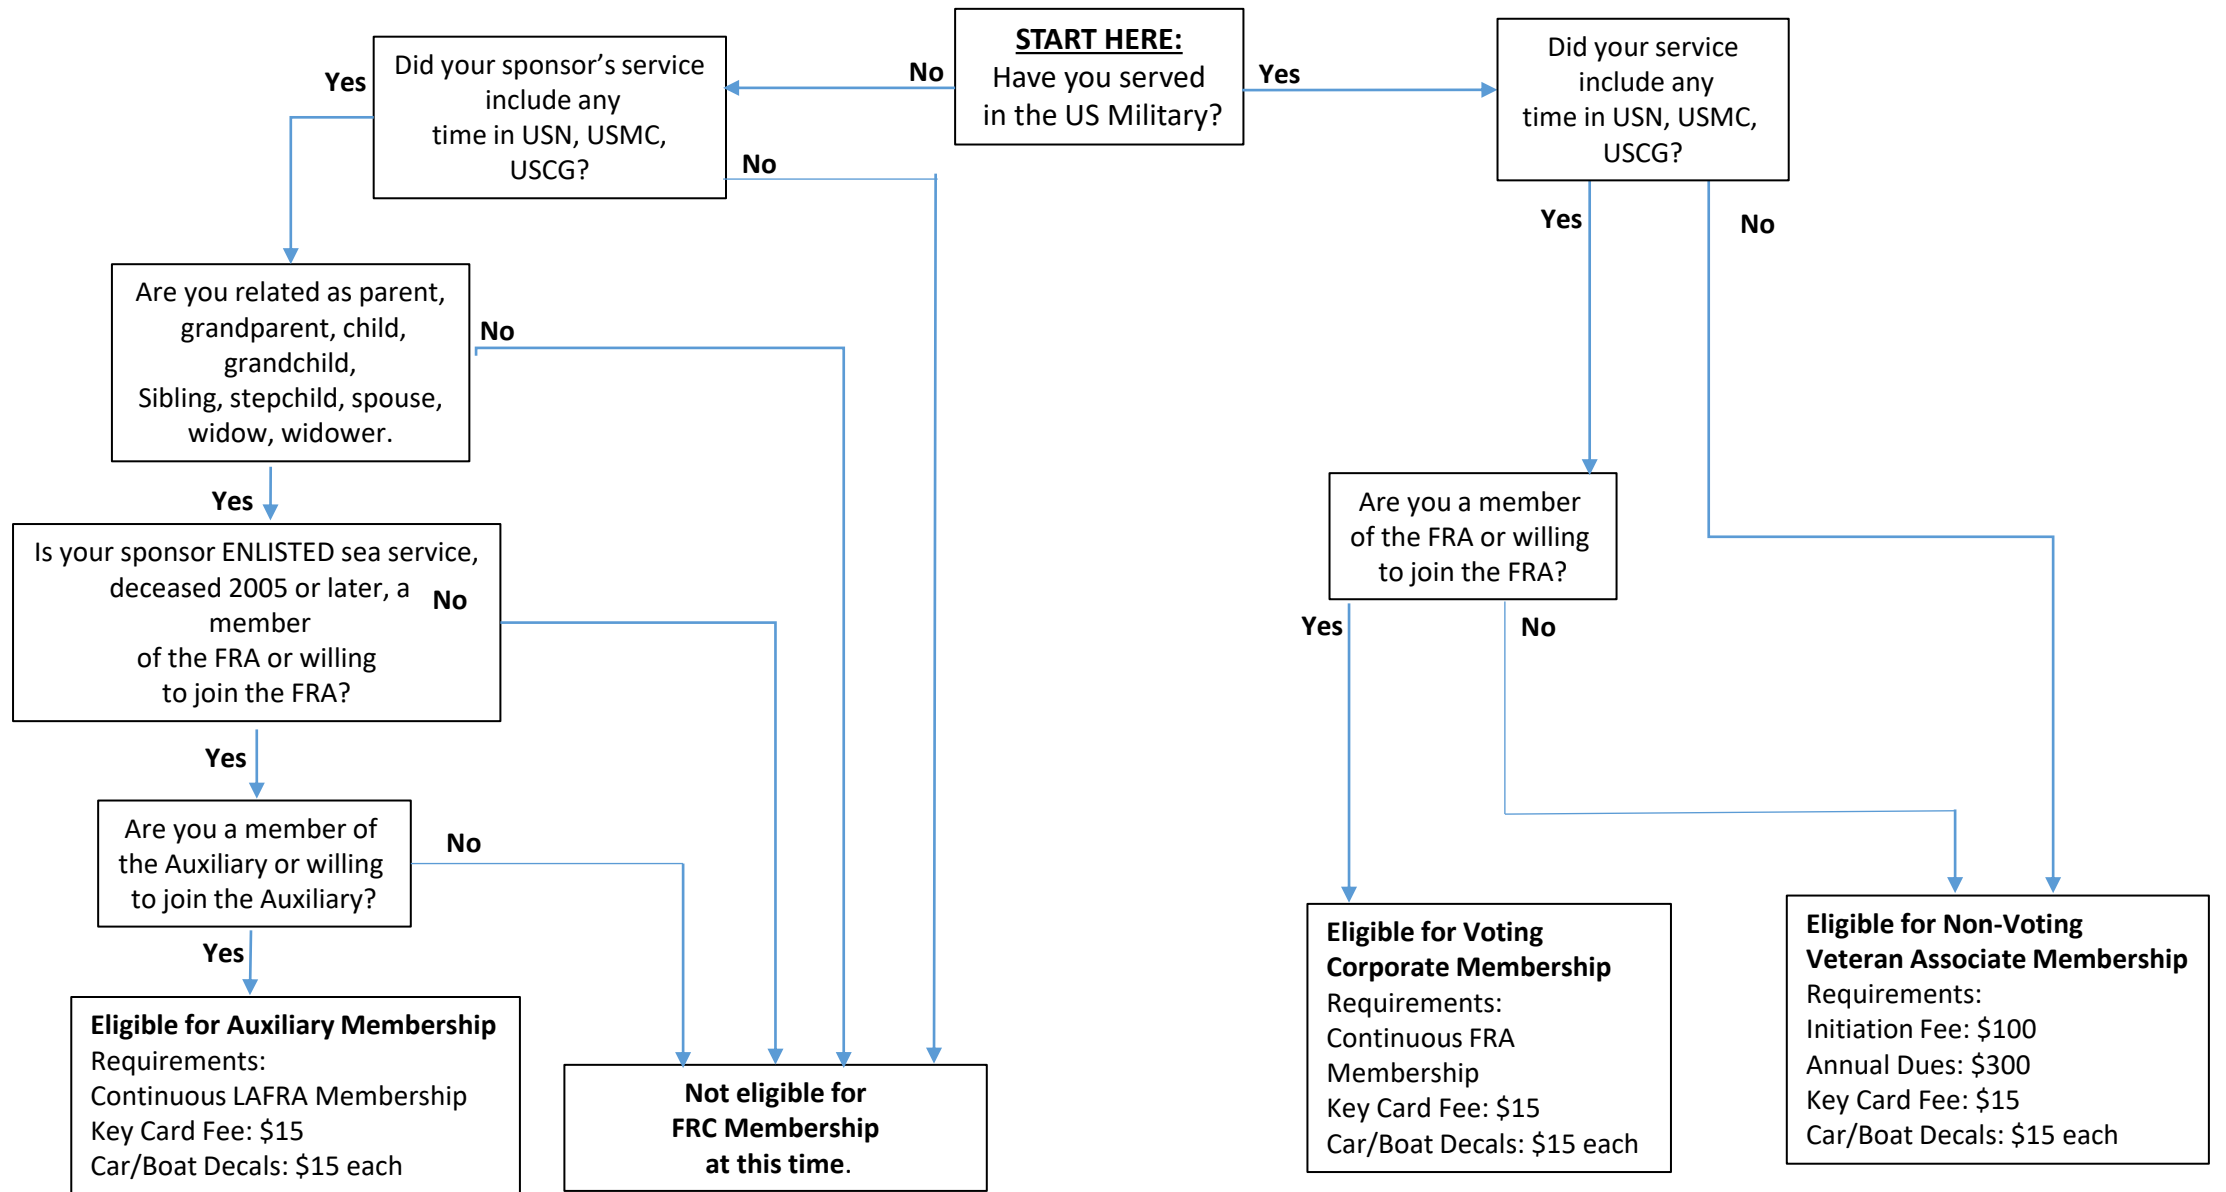 START HERE:
Have you served
in the US Military?
No
Yes
Did your sponsor’s service
include any
time in USN, USMC,
USCG?
Yes
No
Are you related as parent,
grandparent, child,
grandchild,
Sibling, stepchild, spouse,
widow, widower.
No
Yes
Is your sponsor ENLISTED sea service,
deceased 2005 or later, a
member
of the FRA or willing
to join the FRA?
No
Yes
Are you a member of
the Auxiliary or willing
to join the Auxiliary?
No
Yes
Eligible for Auxiliary Membership
Requirements:
Continuous LAFRA Membership
Key Card Fee: $15
Car/Boat Decals: $15 each
Not eligible for
FRC Membership
at this time.
Did your service
include any
time in USN, USMC,
USCG?
Yes
No
Are you a member
of the FRA or willing
to join the FRA?
Yes
No
Eligible for Voting
Corporate Membership
Requirements:
Continuous FRA
Membership
Key Card Fee: $15
Car/Boat Decals: $15 each
Eligible for Non-Voting
Veteran Associate Membership
Requirements:
Initiation Fee: $100
Annual Dues: $300
Key Card Fee: $15
Car/Boat Decals: $15 each